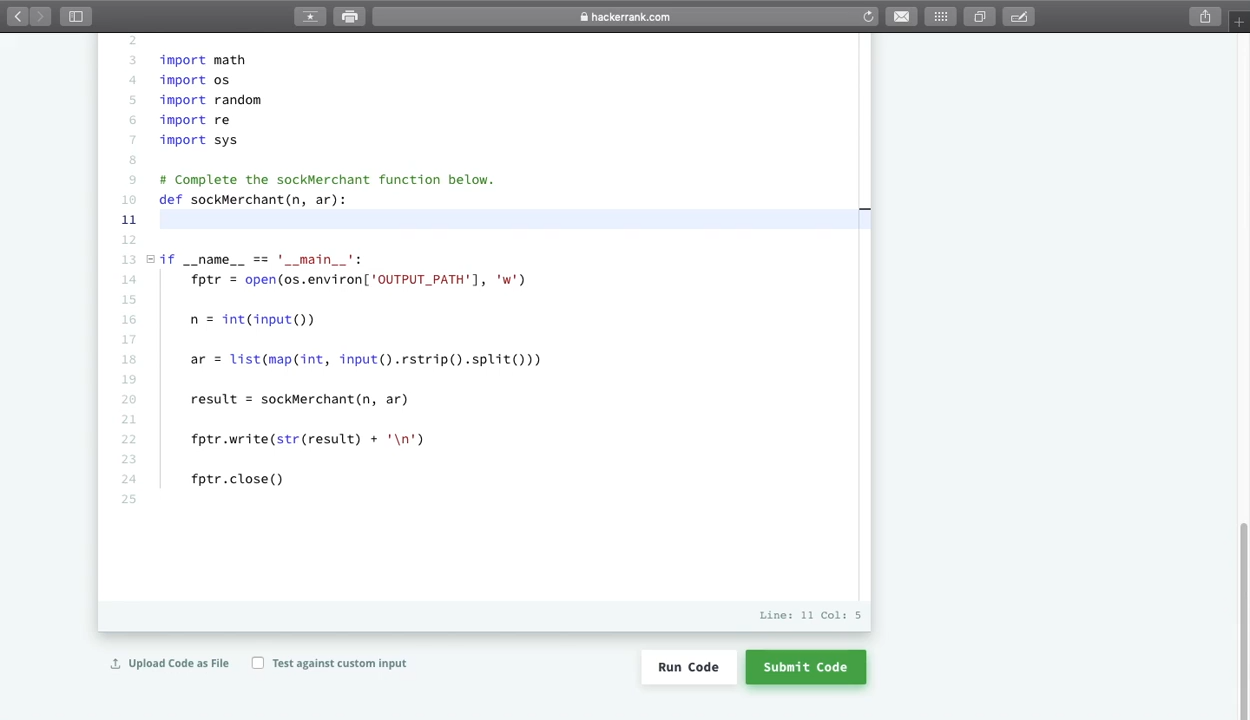 hackerrank.com
2
3 import math
4 import os
5 import random
6 import re
7 import sys
8
9 # Complete the sockMerchant function below.
10 def sockMerchant(n, ar):
11
12
13 if __name__ == '__main__':
14 fptr = open(os.environ['OUTPUT_PATH'], 'w')
15
16 n = int(input())
17
18 ar = list(map(int, input().rstrip().split()))
19
20 result = sockMerchant(n, ar)
21
22 fptr.write(str(result) + '\n')
23
24 fptr.close()
25
Line: 11 Col: 5
Upload Code as File Test against custom input Run Code Submit Code